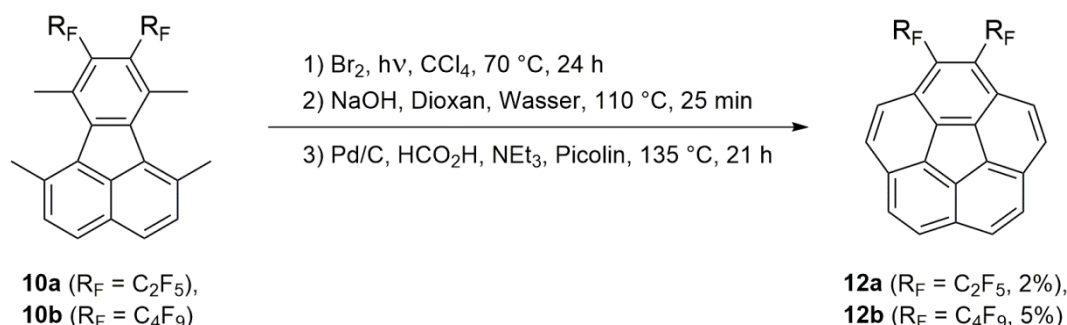 R_F R_F
1) Br₂, hν, CCl₄, 70 °C, 24 h
2) NaOH, Dioxan, Wasser, 110 °C, 25 min
3) Pd/C, HCO₂H, NEt₃, Picolin, 135 °C, 21 h
R_F R_F
10a (R_F = C₂F₅),
10b (R_F = C₄F₉)
12a (R_F = C₂F₅, 2%),
12b (R_F = C₄F₉, 5%)